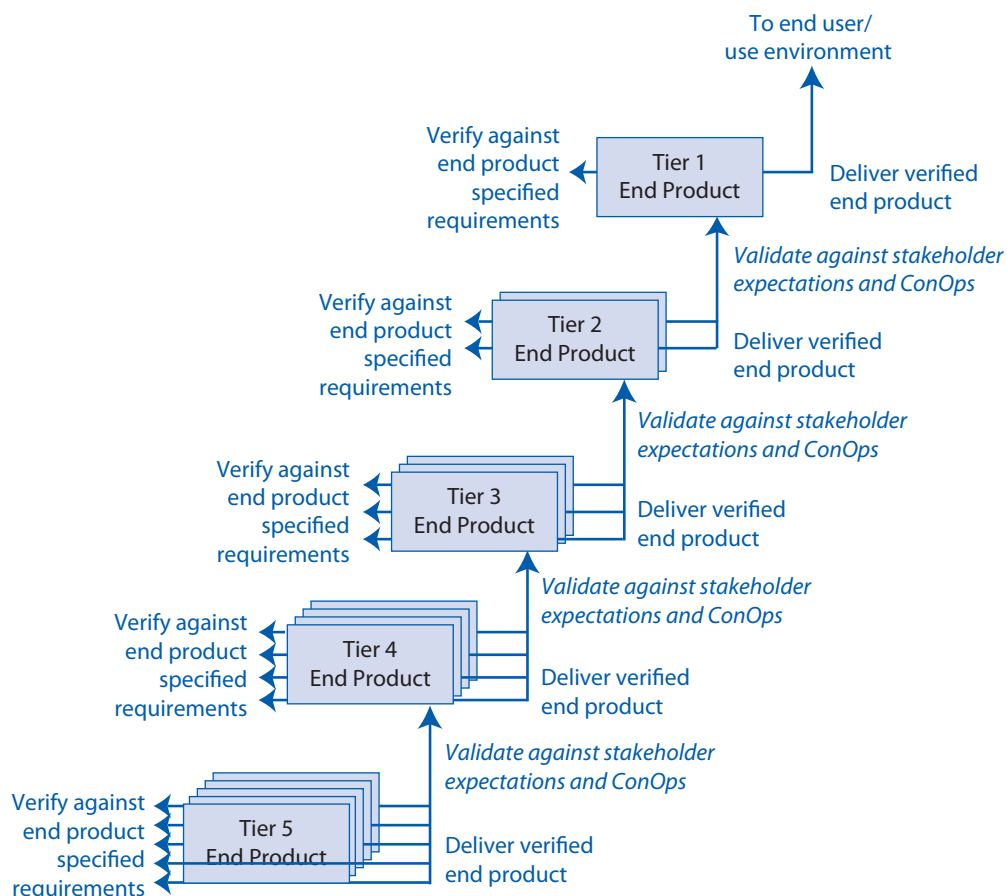 To end user/
use environment
Verify against
end product
specified
requirements
Tier 1
End Product
Deliver verified
end product
Validate against stakeholder
expectations and ConOps
Verify against
end product
specified
requirements
Tier 2
End Product
Deliver verified
end product
Validate against stakeholder
expectations and ConOps
Verify against
end product
specified
requirements
Tier 3
End Product
Deliver verified
end product
Validate against stakeholder
expectations and ConOps
Verify against
end product
specified
requirements
Tier 4
End Product
Deliver verified
end product
Validate against stakeholder
expectations and ConOps
Verify against
end product
specified
requirements
Tier 5
End Product
Deliver verified
end product